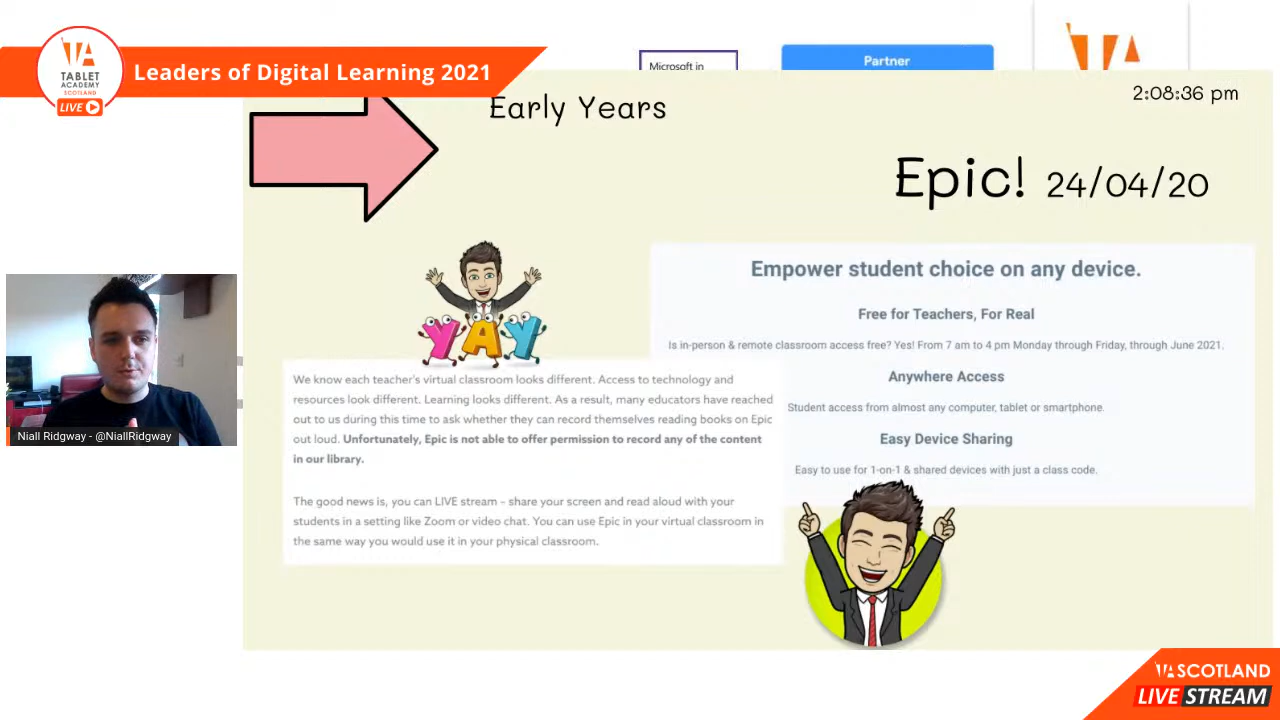 TA
TABLET
ACADEMY
SCOTLAND
LIVE
Leaders of Digital Learning 2021
Microsoft in
Partner
TA
2:08:36 pm
Early Years
Epic! 24/04/20
YAY
Empower student choice on any device.
Free for Teachers, For Real
Is in-person & remote classroom access free? Yes! From 7 am to 4 pm Monday through Friday, through June 2021.
Anywhere Access
Student access from almost any computer, tablet or smartphone.
Easy Device Sharing
Easy to use for 1-on-1 & shared devices with just a class code.
We know each teacher's virtual classroom looks different. Access to technology and
resources look different. Learning looks different. As a result, many educators have reached
out to us during this time to ask whether they can record themselves reading books on Epic
out loud. Unfortunately, Epic is not able to offer permission to record any of the content
in our library.
The good news is, you can LIVE stream – share your screen and read aloud with your
students in a setting like Zoom or video chat. You can use Epic in your virtual classroom in
the same way you would use it in your physical classroom.
Niall Ridgway - @NiallRidgway
TA SCOTLAND
LIVE STREAM